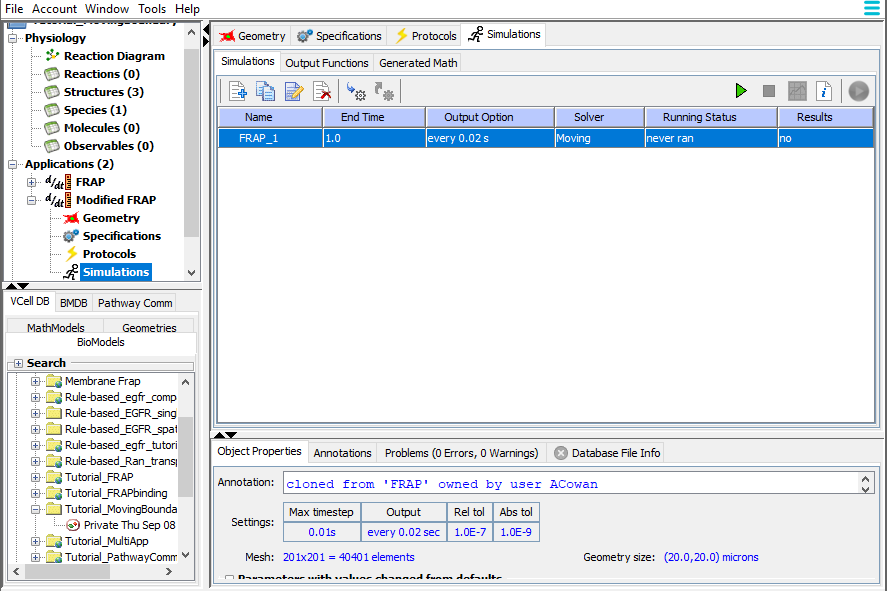 File Account Window Tools Help
Tutorial_MovingBoundary
Physiology
Reaction Diagram
Reactions (0)
Structures (3)
Species (1)
Molecules (0)
Observables (0)
Applications (2)
d/dt FRAP
d/dt Modified FRAP
Geometry
Specifications
Protocols
Simulations
VCell DB BMDB Pathway Comm
MathModels Geometries
BioModels
Search
Membrane Frap
Rule-based_egfr_comp
Rule-based_EGFR_singl
Rule-based_EGFR_spat
Rule-based_egfr_tutori
Rule-based_Ran_transp
Tutorial_FRAP
Tutorial_FRAPbinding
Tutorial_MovingBounda
Private Thu Sep 08
Tutorial_MultiApp
Tutorial_PathwayComm
Geometry Specifications Protocols Simulations
Simulations Output Functions Generated Math
Name End Time Output Option Solver Running Status Results
FRAP_1 1.0 every 0.02 s Moving never ran no
Object Properties Annotations Problems (0 Errors, 0 Warnings) Database File Info
Annotation: cloned from 'FRAP' owned by user ACowan
Settings:
Max timestep Output Rel tol Abs tol
0.01s every 0.02 sec 1.0E-7 1.0E-9
Mesh: 201x201 = 40401 elements Geometry size: (20.0,20.0) microns
Parameters with values changed from defaults